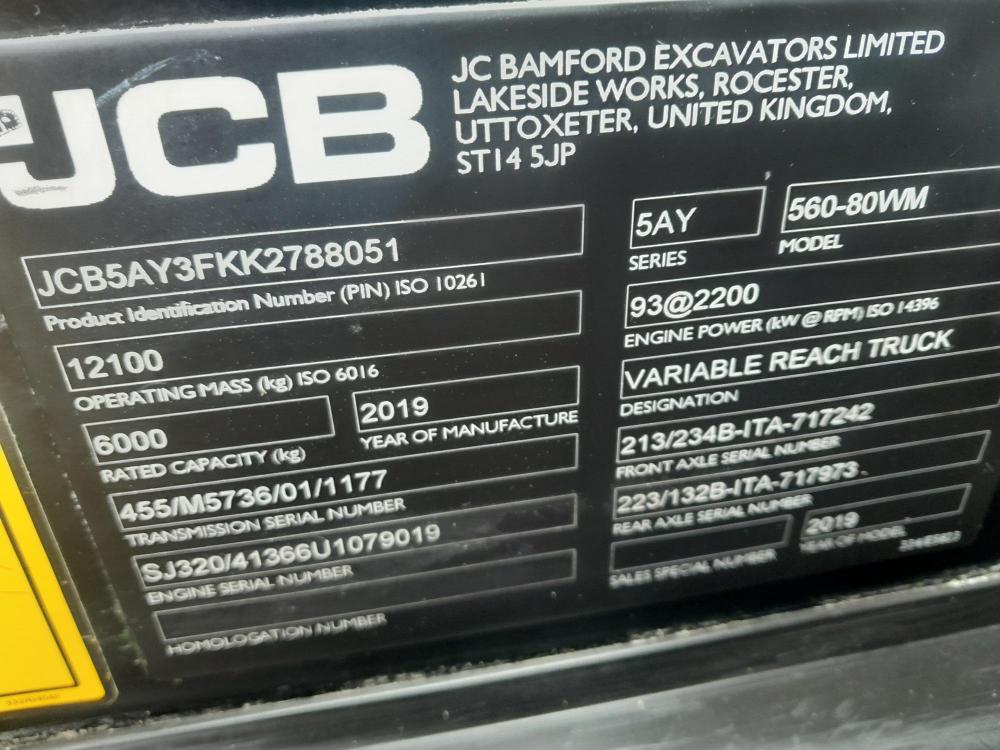 JCB
JC BAMFORD EXCAVATORS LIMITED
LAKESIDE WORKS, ROCESTER,
UTTOXETER, UNITED KINGDOM,
ST14 5JP
JCB5AY3FKK2788051
Product Identification Number (PIN) ISO 10261
12100
OPERATING MASS (kg) ISO 6016
6000
RATED CAPACITY (kg)
2019
YEAR OF MANUFACTURE
455/M5736/01/1177
TRANSMISSION SERIAL NUMBER
SJ320/41366U1079019
ENGINE SERIAL NUMBER
HOMOLOGATION NUMBER
5AY
SERIES
560-80WM
MODEL
93@2200
ENGINE POWER (kW @ RPM) ISO 14396
VARIABLE REACH TRUCK
DESIGNATION
213/234B-ITA-717242
FRONT AXLE SERIAL NUMBER
223/132B-ITA-717973
REAR AXLE SERIAL NUMBER
SALES SPECIAL NUMBER
2019
YEAR OF MODEL